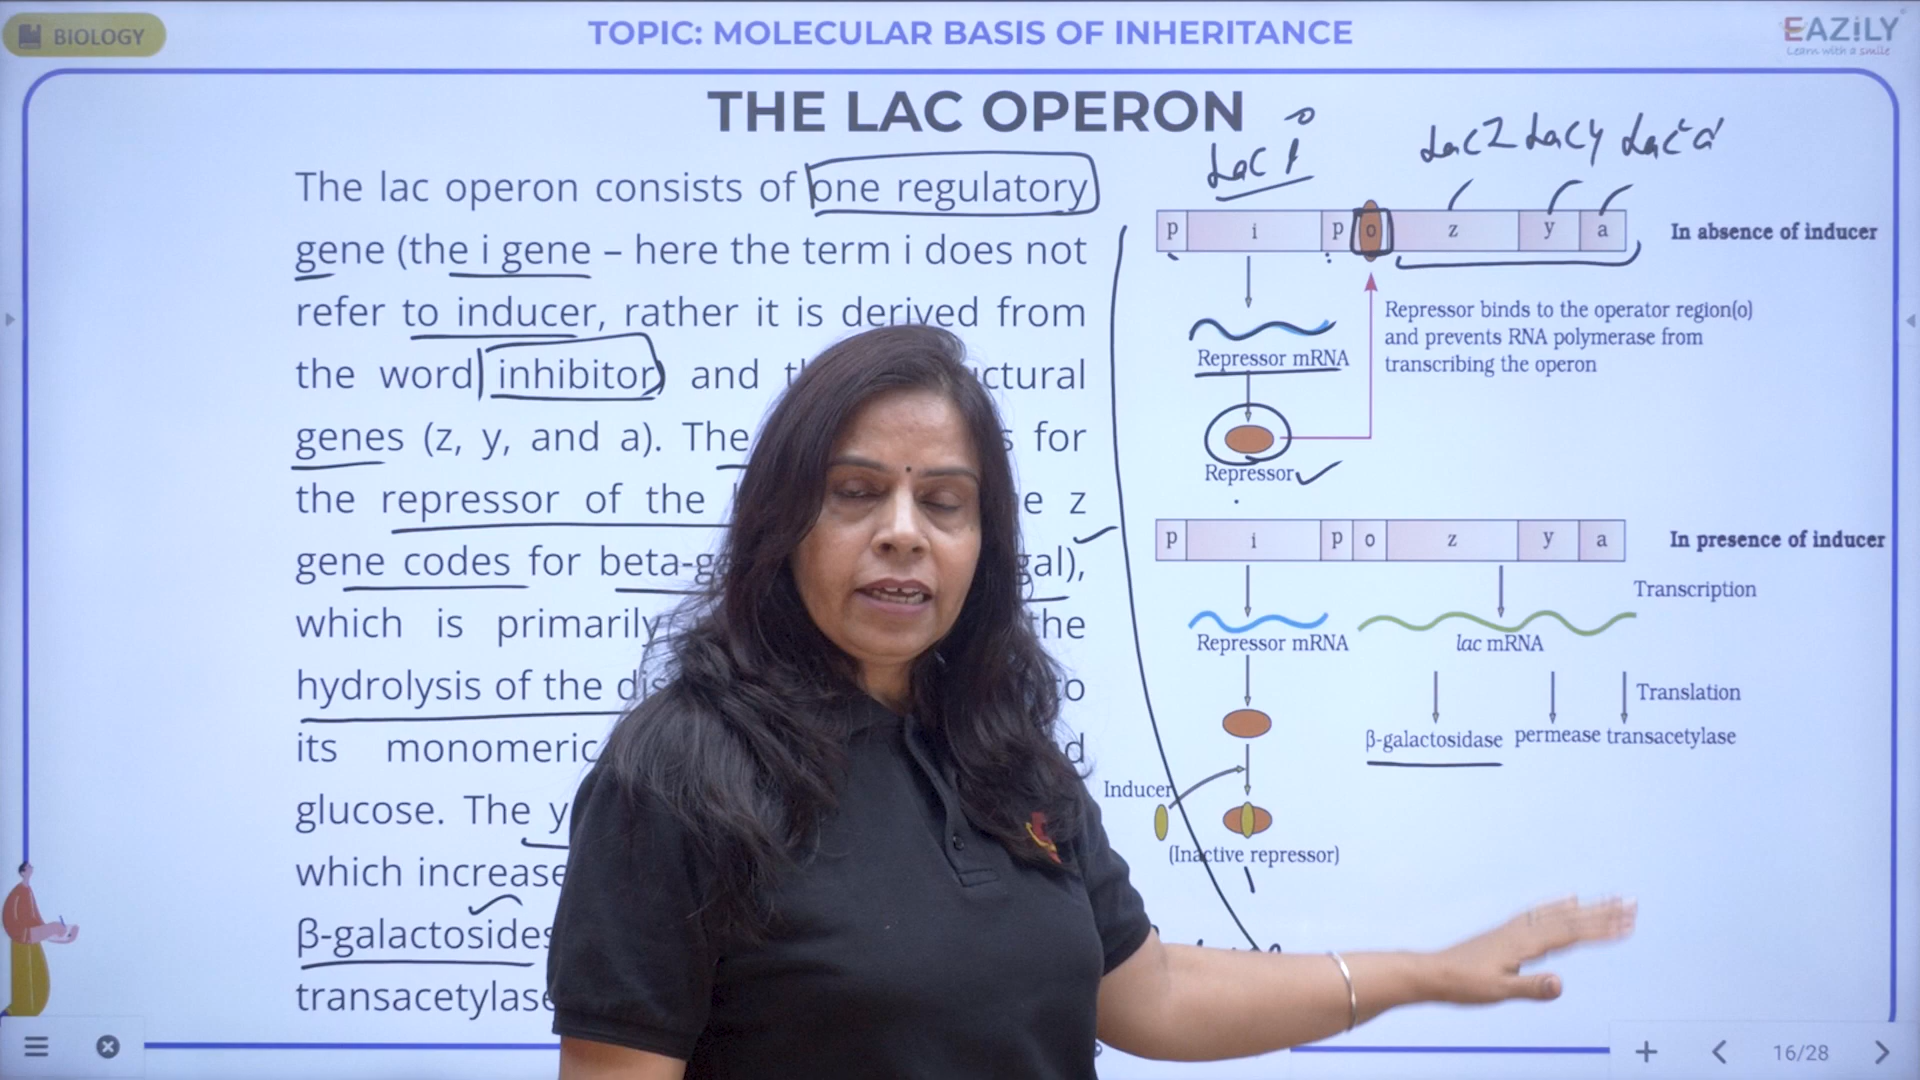 BIOLOGY
TOPIC: MOLECULAR BASIS OF INHERITANCE
EAZiLY
Learn with a smile
THE LAC OPERON
The lac operon consists of one regulatory
gene (the i gene – here the term i does not
refer to inducer, rather it is derived from
the word inhibitor) and
genes (z, y, and a). The for
the repressor of the z
gene codes for
which is primarily the
hydrolysis of the to
its monomeric
glucose. The y
which
transacetylase
Lac i
LacZ Lacy Lac a
p i p o z y a
In absence of inducer
Repressor binds to the operator region(o)
and prevents RNA polymerase from
transcribing the operon
Repressor mRNA
Repressor
p i p o z y a
In presence of inducer
Transcription
Repressor mRNA
lac mRNA
Translation
β-galactosidase permease transacetylase
Inducer
(Inactive repressor)
16/28